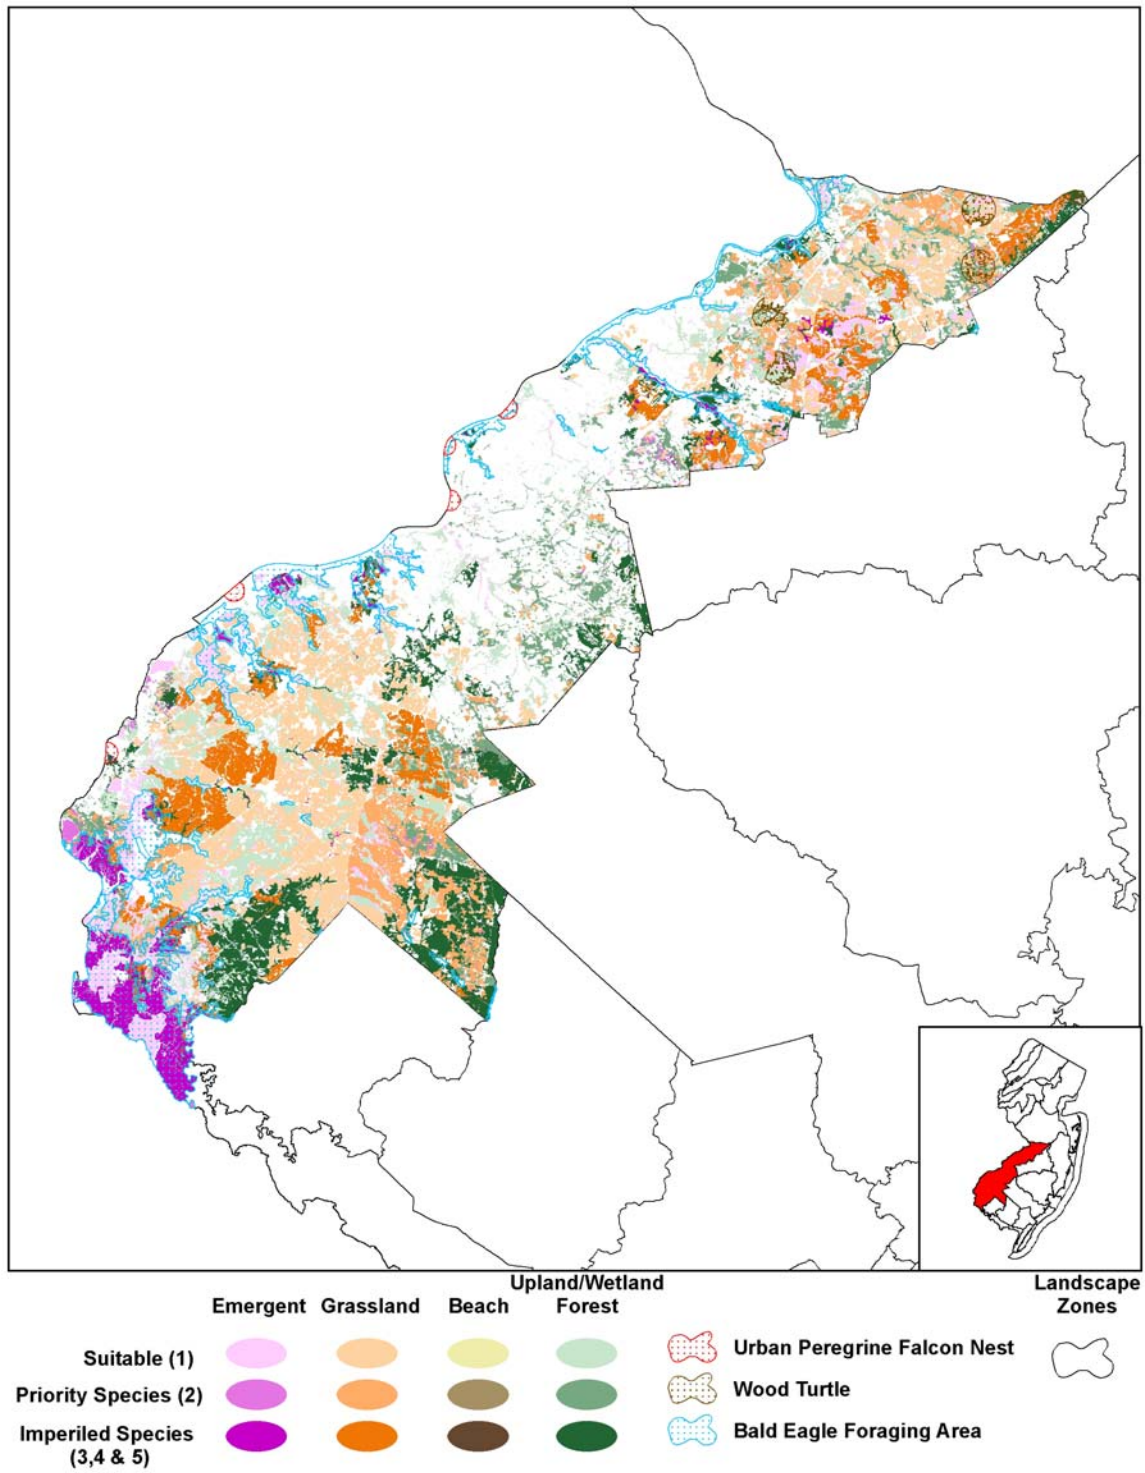 Upland/Wetland
Emergent Grassland Beach Forest
Landscape
Zones
Suitable (1)
Priority Species (2)
Imperiled Species
(3,4 & 5)
Urban Peregrine Falcon Nest
Wood Turtle
Bald Eagle Foraging Area